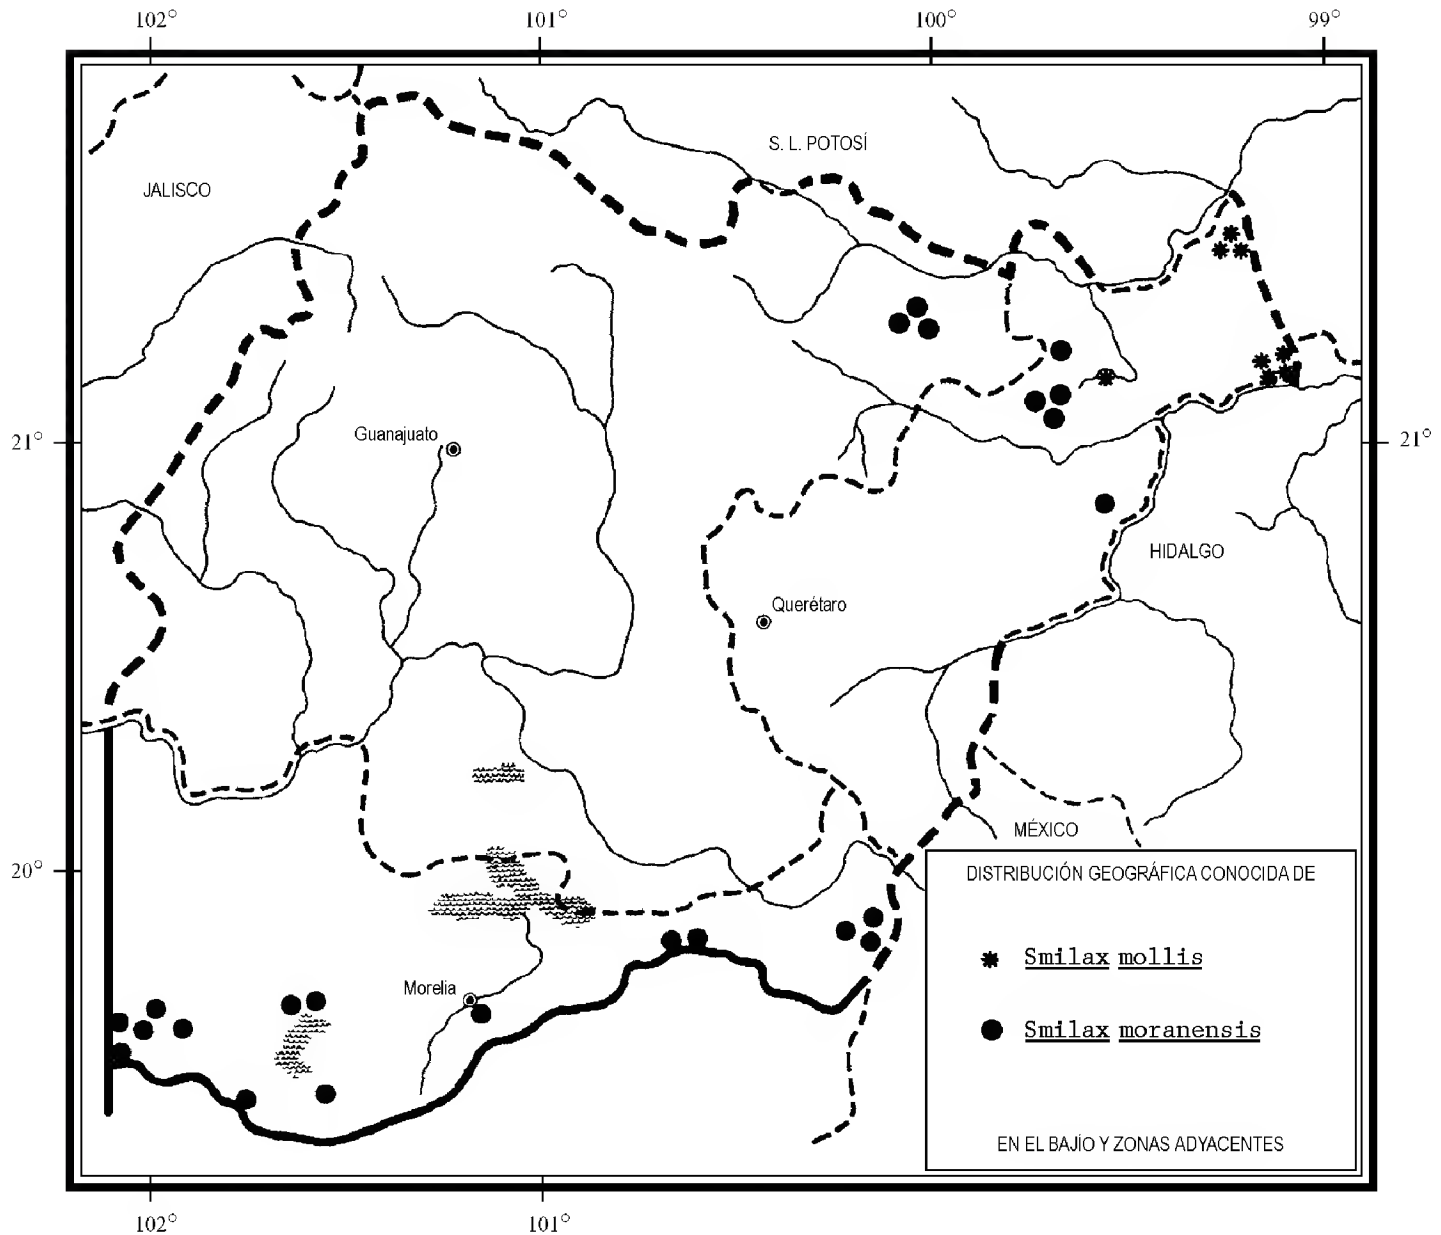 102° 101° 100° 99°
S. L. POTOSÍ
JALISCO
Guanajuato
21° 21°
HIDALGO
Querétaro
MÉXICO
20°
DISTRIBUCIÓN GEOGRÁFICA CONOCIDA DE
Smilax mollis
Morelia
Smilax moranensis
EN EL BAJÍO Y ZONAS ADYACENTES
102° 101°